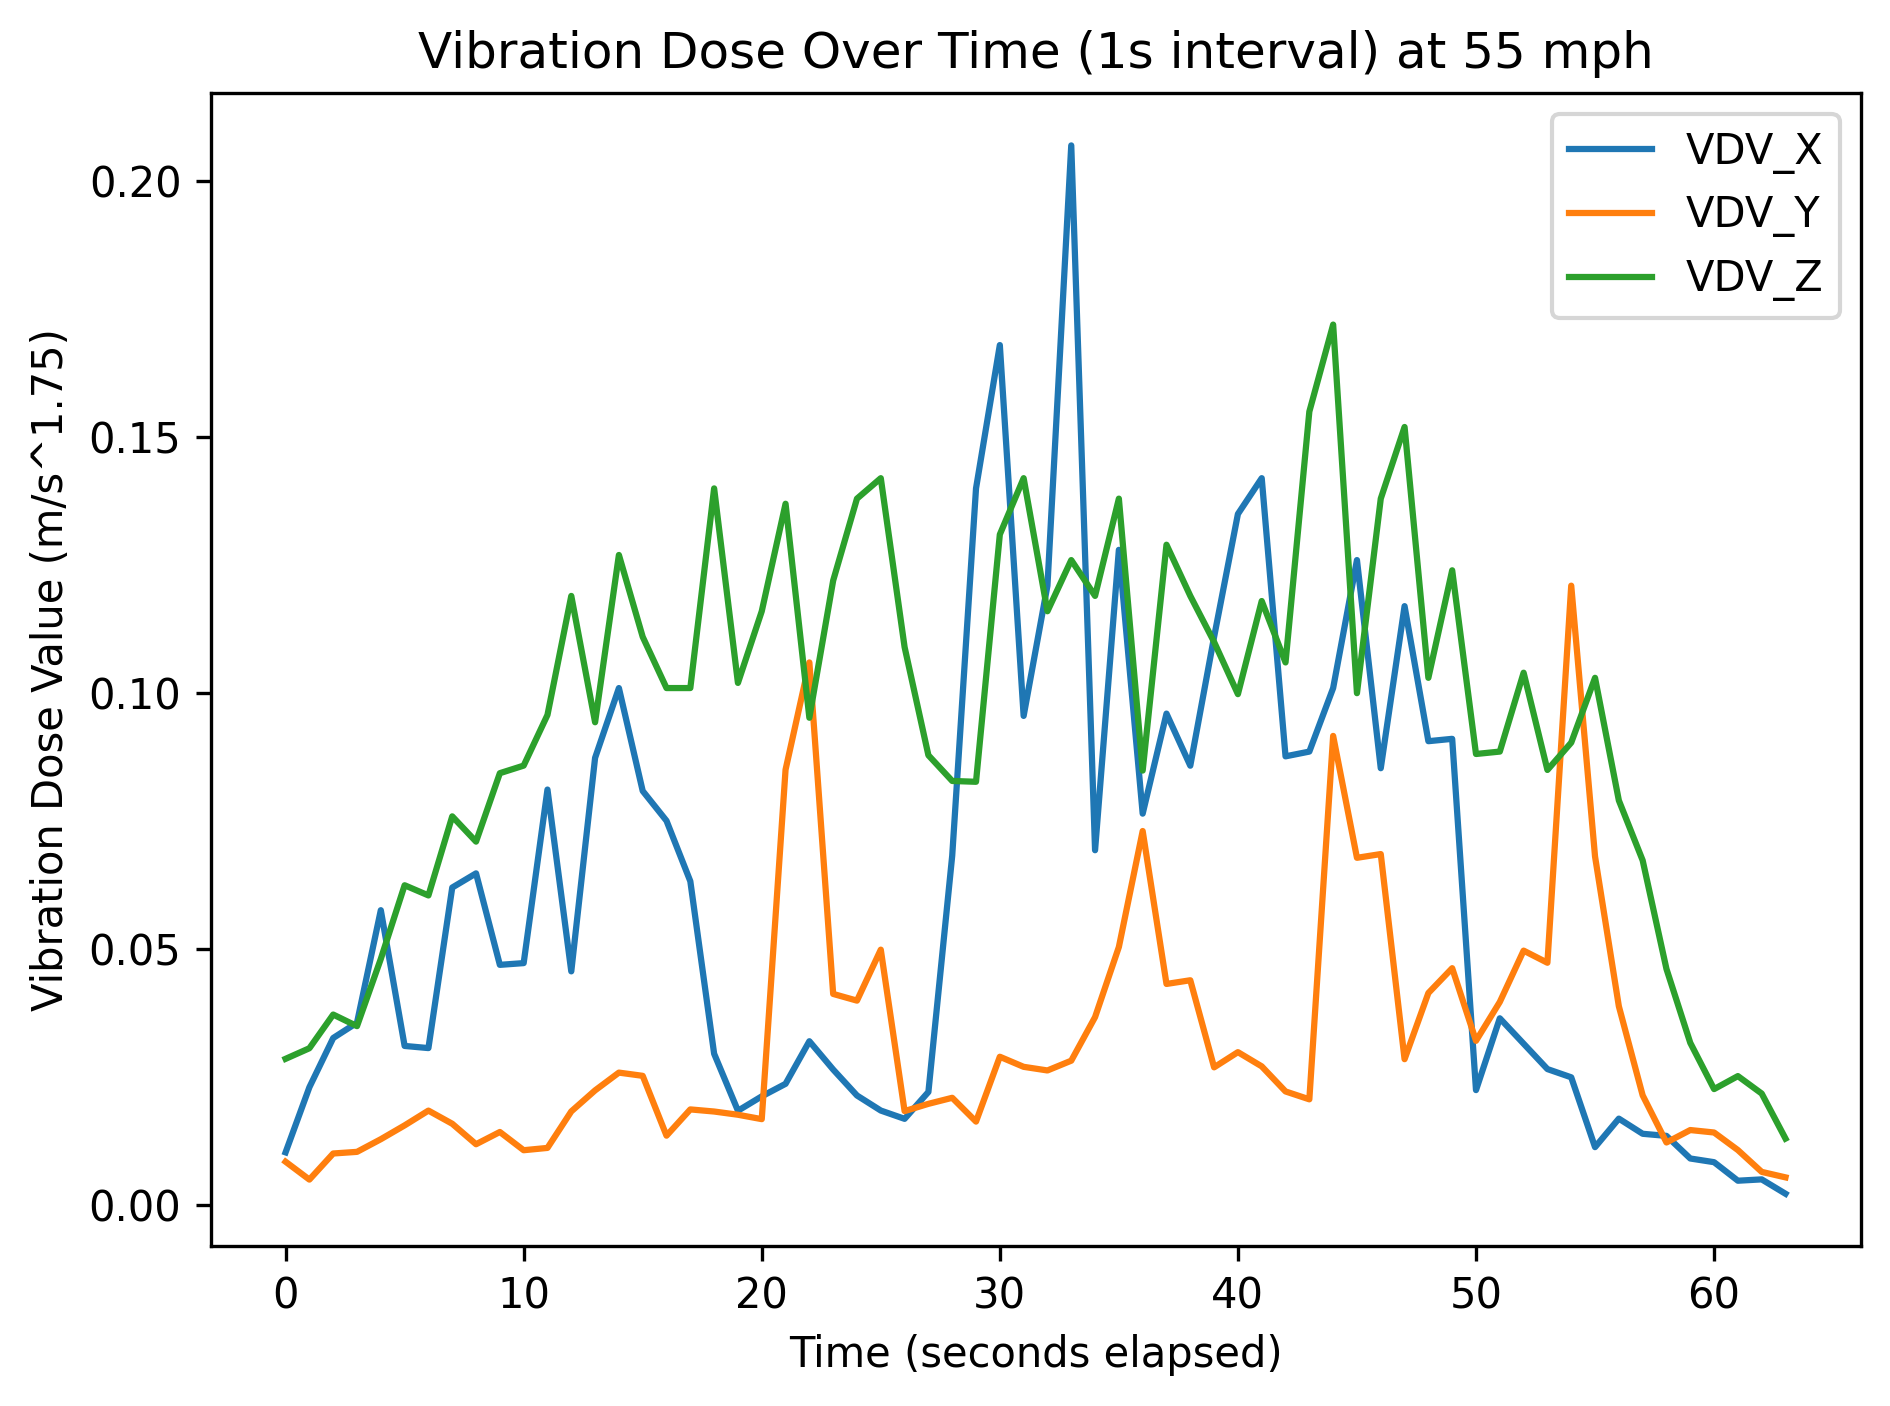 Vibration Dose Over Time (1s interval) at 55 mph
VDV_X
VDV_Y
VDV_Z
Vibration Dose Value (m/s^1.75)
0.20
0.15
0.10
0.05
0.00
0 10 20 30 40 50 60
Time (seconds elapsed)